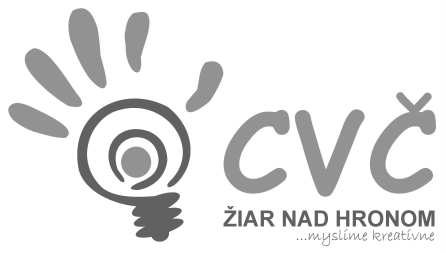 CVČ
ŽIAR NAD HRONOM
...myslíme kreatívne